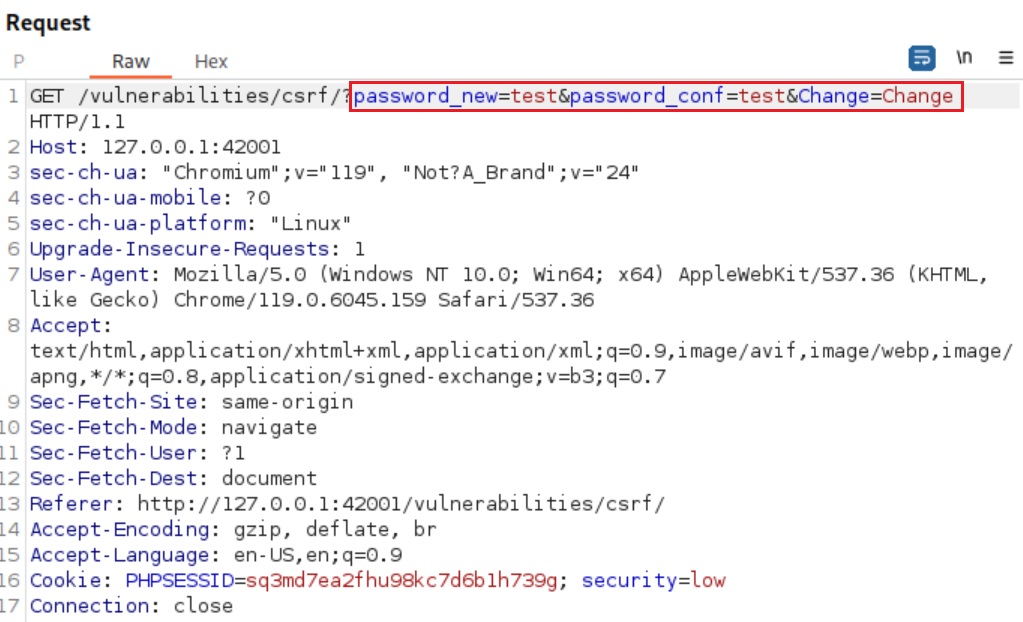 Request
P Raw Hex \n
1 GET /vulnerabilities/csrf/?password_new=test&password_conf=test&Change=Change
HTTP/1.1
2 Host: 127.0.0.1:42001
3 sec-ch-ua: "Chromium";v="119", "Not?A_Brand";v="24"
4 sec-ch-ua-mobile: ?0
5 sec-ch-ua-platform: "Linux"
6 Upgrade-Insecure-Requests: 1
7 User-Agent: Mozilla/5.0 (Windows NT 10.0; Win64; x64) AppleWebKit/537.36 (KHTML,
like Gecko) Chrome/119.0.6045.159 Safari/537.36
8 Accept:
text/html,application/xhtml+xml,application/xml;q=0.9,image/avif,image/webp,image/
apng,*/*;q=0.8,application/signed-exchange;v=b3;q=0.7
9 Sec-Fetch-Site: same-origin
10 Sec-Fetch-Mode: navigate
11 Sec-Fetch-User: ?1
12 Sec-Fetch-Dest: document
13 Referer: http://127.0.0.1:42001/vulnerabilities/csrf/
14 Accept-Encoding: gzip, deflate, br
15 Accept-Language: en-US,en;q=0.9
16 Cookie: PHPSESSID=sq3md7ea2fhu98kc7d6b1h739g; security=low
17 Connection: close